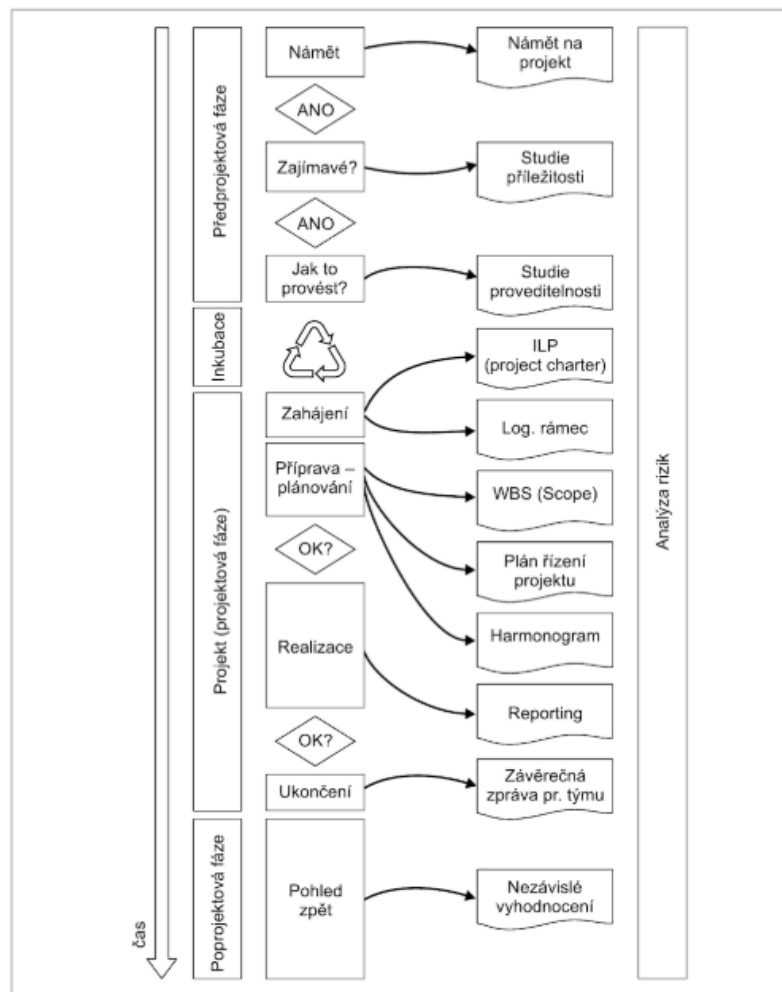 Námět
Námět na
projekt
ANO
Zajímavé?
Studie
příležitosti
ANO
Jak to
provést?
Studie
proveditelnosti
Předprojektová fáze
Inkubace
ILP
(project charter)
Zahájení
Log. rámec
Příprava –
plánování
WBS (Scope)
OK?
Plán řízení
projektu
Harmonogram
Realizace
Reporting
OK?
Ukončení
Závěrečná
zpráva pr. týmu
Projekt (projektová fáze)
Pohled
zpět
Nezávislé
vyhodnocení
Poprojektová fáze
čas
Analýza rizik